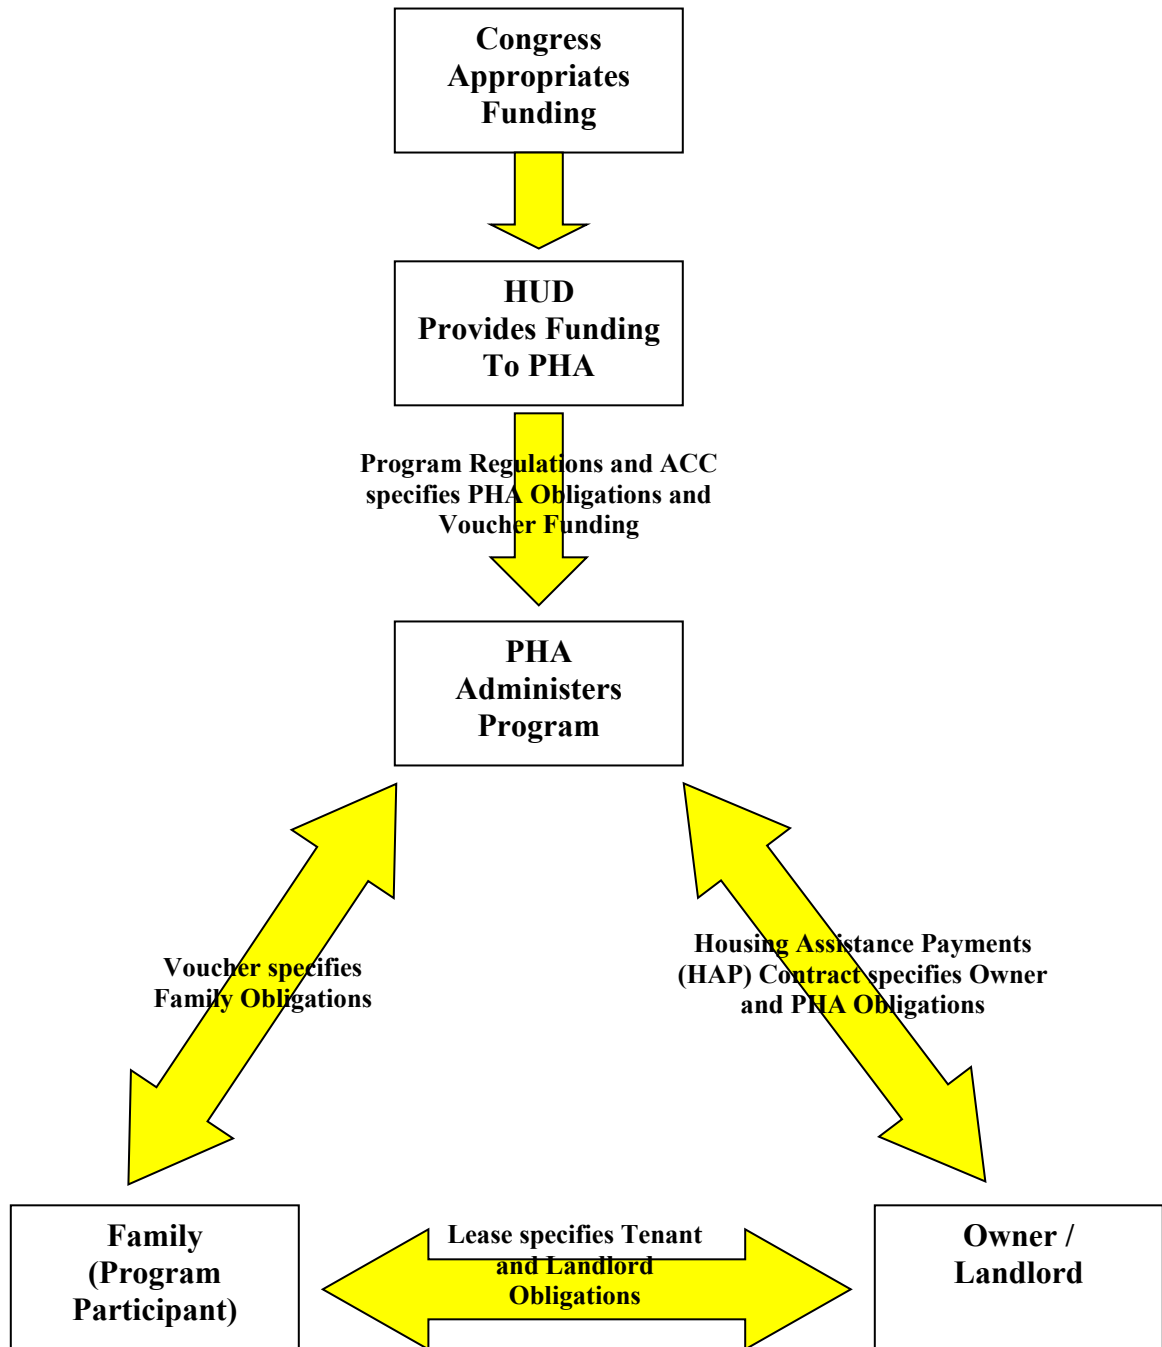 Congress
Appropriates
Funding
HUD
Provides Funding
To PHA
Program Regulations and ACC
specifies PHA Obligations and
Voucher Funding
PHA
Administers
Program
Voucher specifies
Family Obligations
Housing Assistance Payments
(HAP) Contract specifies Owner
and PHA Obligations
Family
(Program
Participant)
Lease specifies Tenant
and Landlord
Obligations
Owner /
Landlord